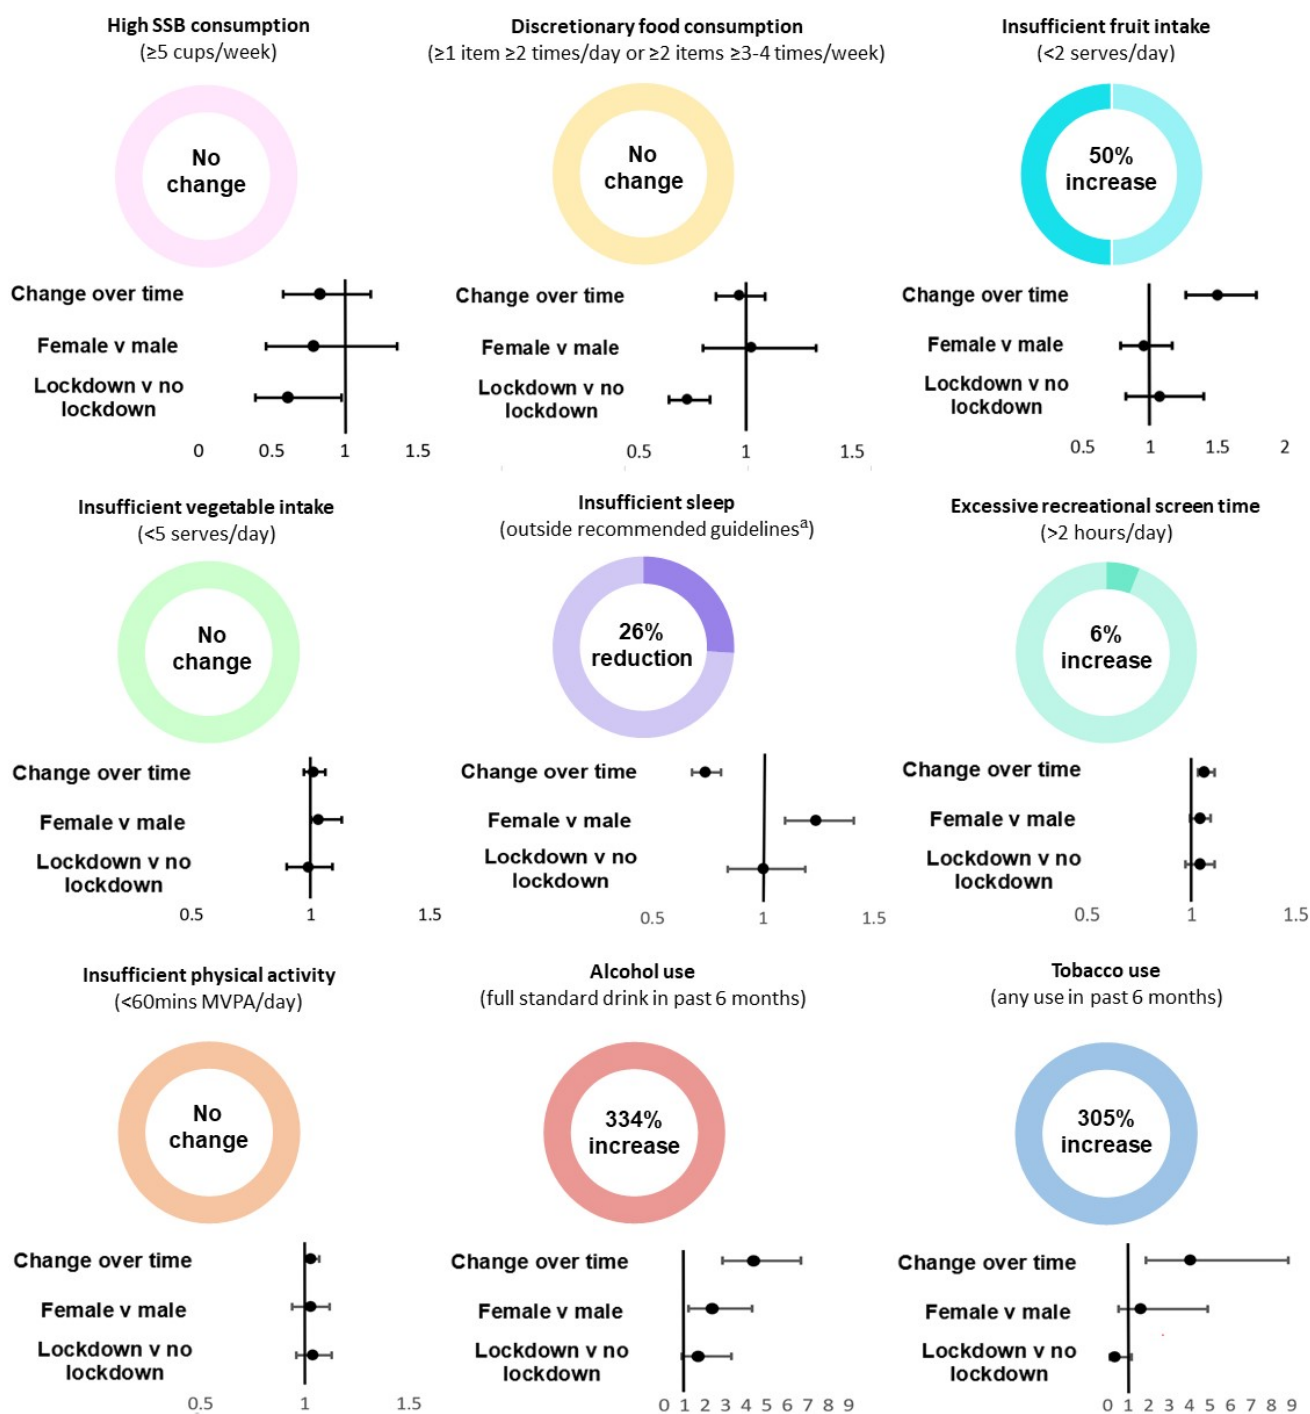 High SSB consumption
(≥5 cups/week)
No
change
Change over time
Female v male
Lockdown v no
lockdown
0 0.5 1 1.5
Discretionary food consumption
(≥1 item ≥2 times/day or ≥2 items ≥3-4 times/week)
No
change
Change over time
Female v male
Lockdown v no
lockdown
0.5 1 1.5
Insufficient fruit intake
(<2 serves/day)
50%
increase
Change over time
Female v male
Lockdown v no
lockdown
0.5 1 1.5 2
Insufficient vegetable intake
(<5 serves/day)
No
change
Change over time
Female v male
Lockdown v no
lockdown
0.5 1 1.5
Insufficient sleep
(outside recommended guidelinesª)
26%
reduction
Change over time
Female v male
Lockdown v no
lockdown
0.5 1 1.5
Excessive recreational screen time
(>2 hours/day)
6%
increase
Change over time
Female v male
Lockdown v no
lockdown
0.5 1 1.5
Insufficient physical activity
(<60mins MVPA/day)
No
change
Change over time
Female v male
Lockdown v no
lockdown
0.5 1 1.5
Alcohol use
(full standard drink in past 6 months)
334%
increase
Change over time
Female v male
Lockdown v no
lockdown
0 1 2 3 4 5 6 7 8 9
Tobacco use
(any use in past 6 months)
305%
increase
Change over time
Female v male
Lockdown v no
lockdown
0 1 2 3 4 5 6 7 8 9